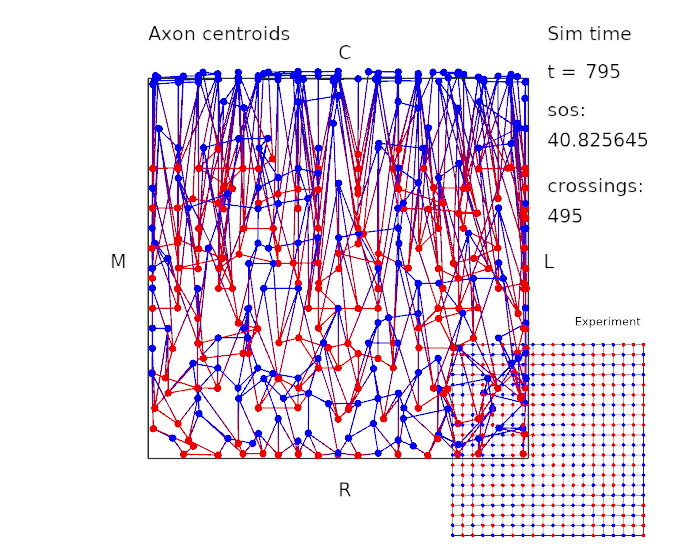 Axon centroids
Sim time
C
t = 795
sos:
40.825645
crossings:
495
M
L
Experiment
R